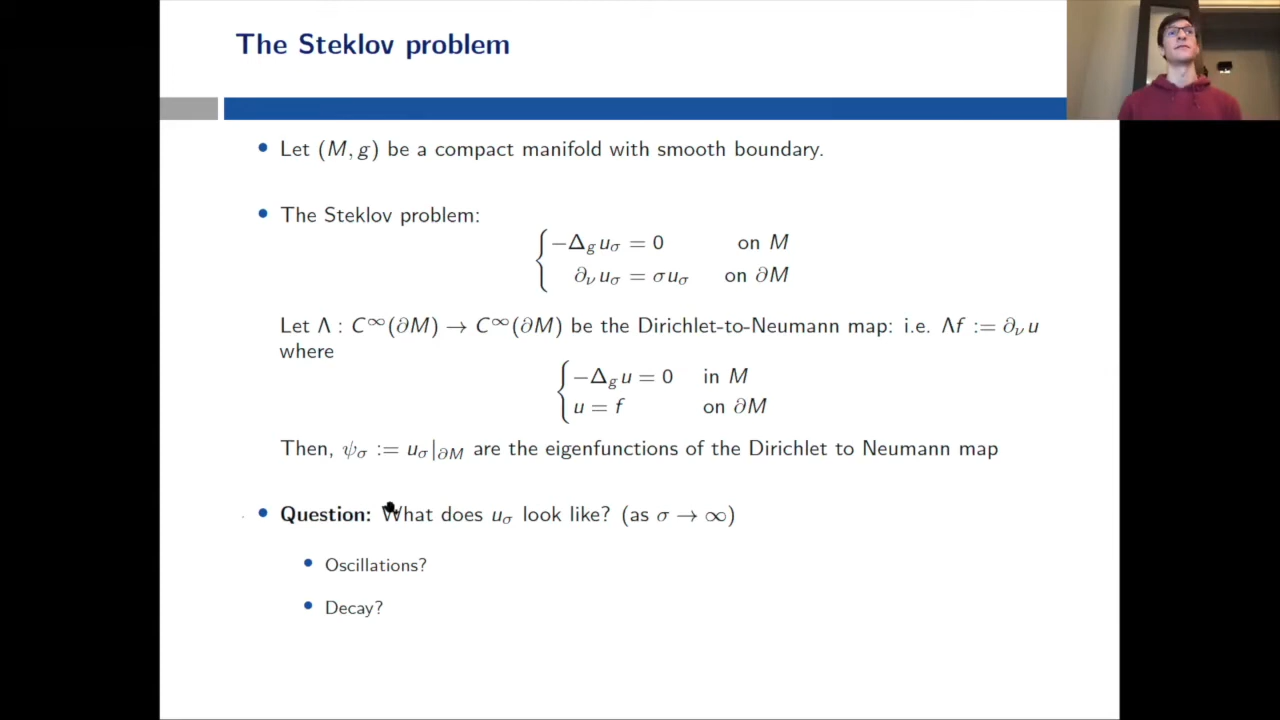 The Steklov problem
• Let (M, g) be a compact manifold with smooth boundary.
• The Steklov problem:
{ −Δ_g u_σ = 0 on M
∂_ν u_σ = σu_σ on ∂M
Let Λ : C^∞(∂M) → C^∞(∂M) be the Dirichlet-to-Neumann map: i.e. Λf := ∂_ν u
where
{ −Δ_g u = 0 in M
u = f on ∂M
Then, ψ_σ := u_σ|_∂M are the eigenfunctions of the Dirichlet to Neumann map
• Question: What does u_σ look like? (as σ → ∞)
• Oscillations?
• Decay?